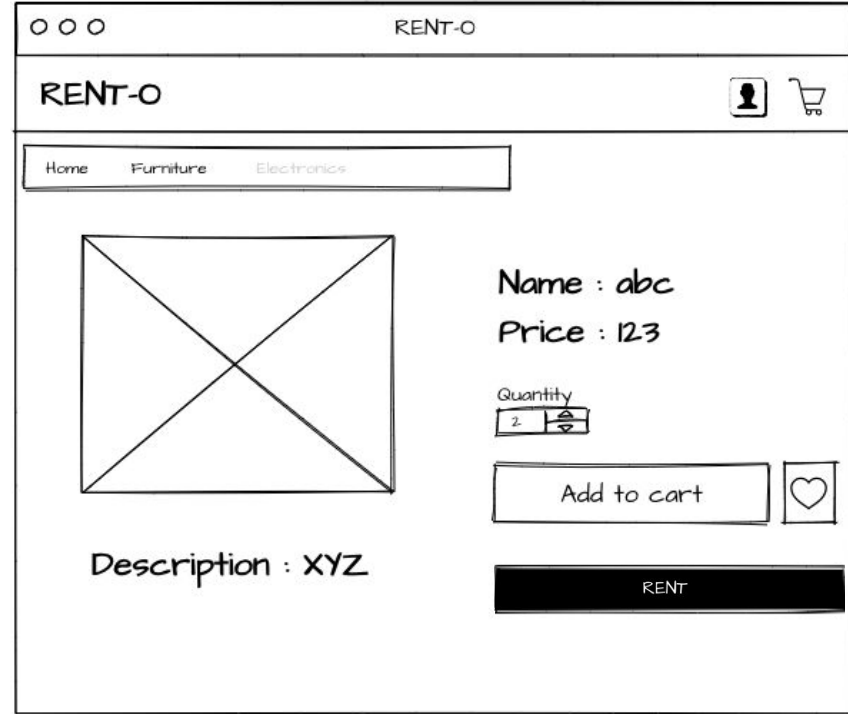 RENT-O
RENT-O
Home Furniture Electronics
Name : abc
Price : 123
Quantity
2
Add to cart
Description : XYZ
RENT